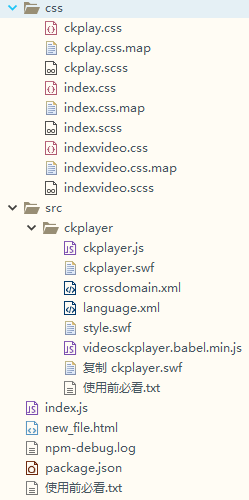 css
ckplay.css
ckplay.css.map
ckplay.scss
index.css
index.css.map
index.scss
indexvideo.css
indexvideo.css.map
indexvideo.scss
src
ckplayer
ckplayer.js
ckplayer.swf
crossdomain.xml
language.xml
style.swf
videosckplayer.babel.min.js
复制 ckplayer.swf
使用前必看.txt
index.js
new_file.html
npm-debug.log
package.json
使用前必看.txt